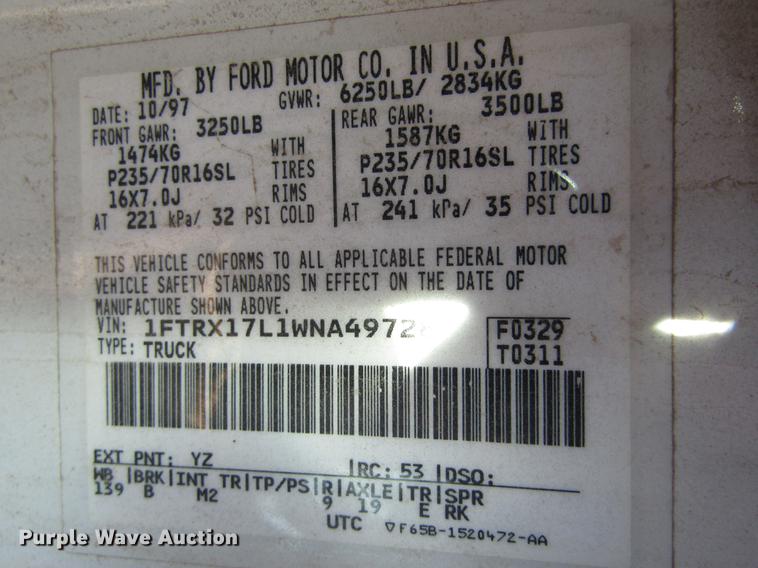 MFD. BY FORD MOTOR CO. IN U.S.A.
DATE: 10/97 GVWR: 6250LB/ 2834KG
FRONT GAWR: 3250LB REAR GAWR: 3500LB
1474KG WITH 1587KG WITH
P235/70R16SL TIRES P235/70R16SL TIRES
16X7.0J RIMS 16X7.0J RIMS
AT 221 kPa/ 32 PSI COLD AT 241 kPa/ 35 PSI COLD
THIS VEHICLE CONFORMS TO ALL APPLICABLE FEDERAL MOTOR
VEHICLE SAFETY STANDARDS IN EFFECT ON THE DATE OF
MANUFACTURE SHOWN ABOVE.
VIN: F0329
TYPE: TRUCK T0311
EXT PNT: YZ RC: 53 DSO:
WB BRK INT TR TP/PS R AXLE TR SPR
139 B M2 9 19 E RK
UTC F65B-1520472-AA
Purple Wave Auction